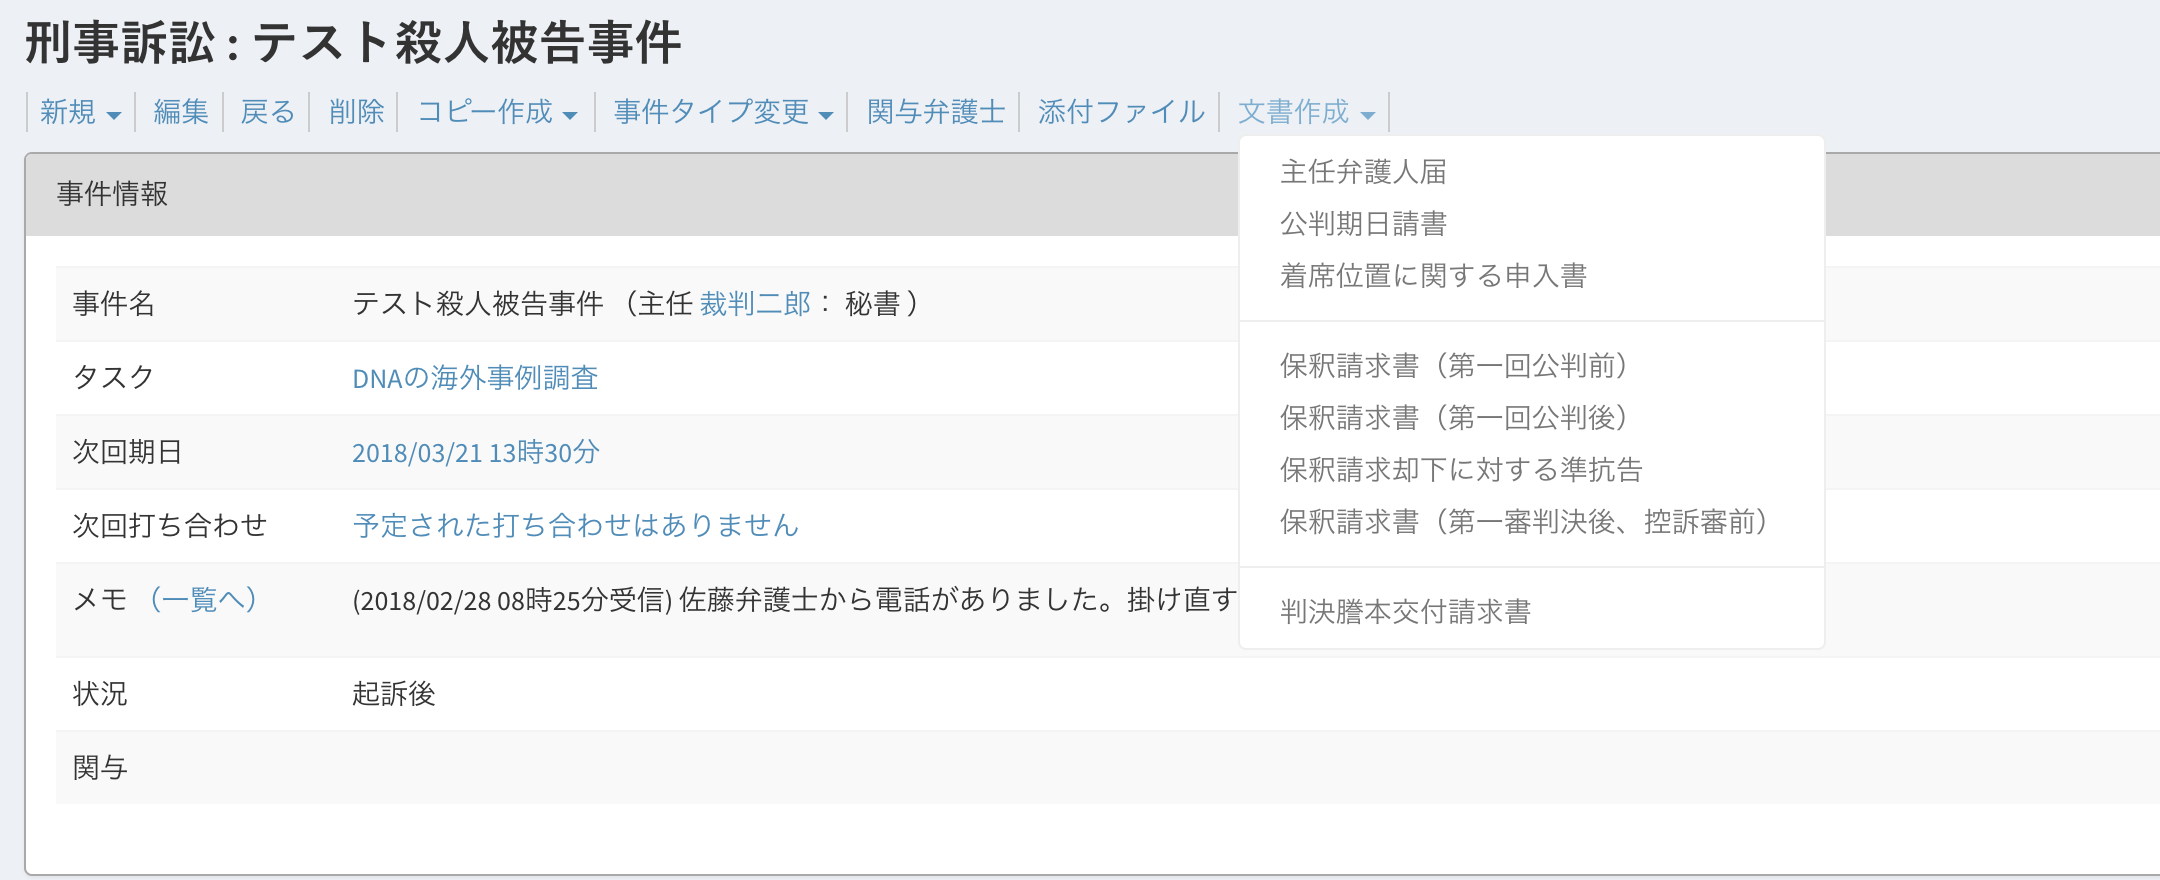 刑事訴訟 : テスト殺人被告事件
新規 編集 戻る 削除 コピー作成 事件タイプ変更 関与弁護士 添付ファイル 文書作成
主任弁護人届
公判期日請書
着席位置に関する申入書
保釈請求書（第一回公判前）
保釈請求書（第一回公判後）
保釈請求却下に対する準抗告
保釈請求書（第一審判決後、控訴審前）
判決謄本交付請求書
事件情報
事件名 テスト殺人被告事件 （主任 裁判二郎： 秘書 ）
タスク DNAの海外事例調査
次回期日 2018/03/21 13時30分
次回打ち合わせ 予定された打ち合わせはありません
メモ （一覧へ） (2018/02/28 08時25分受信) 佐藤弁護士から電話がありました。掛け直す
状況 起訴後
関与